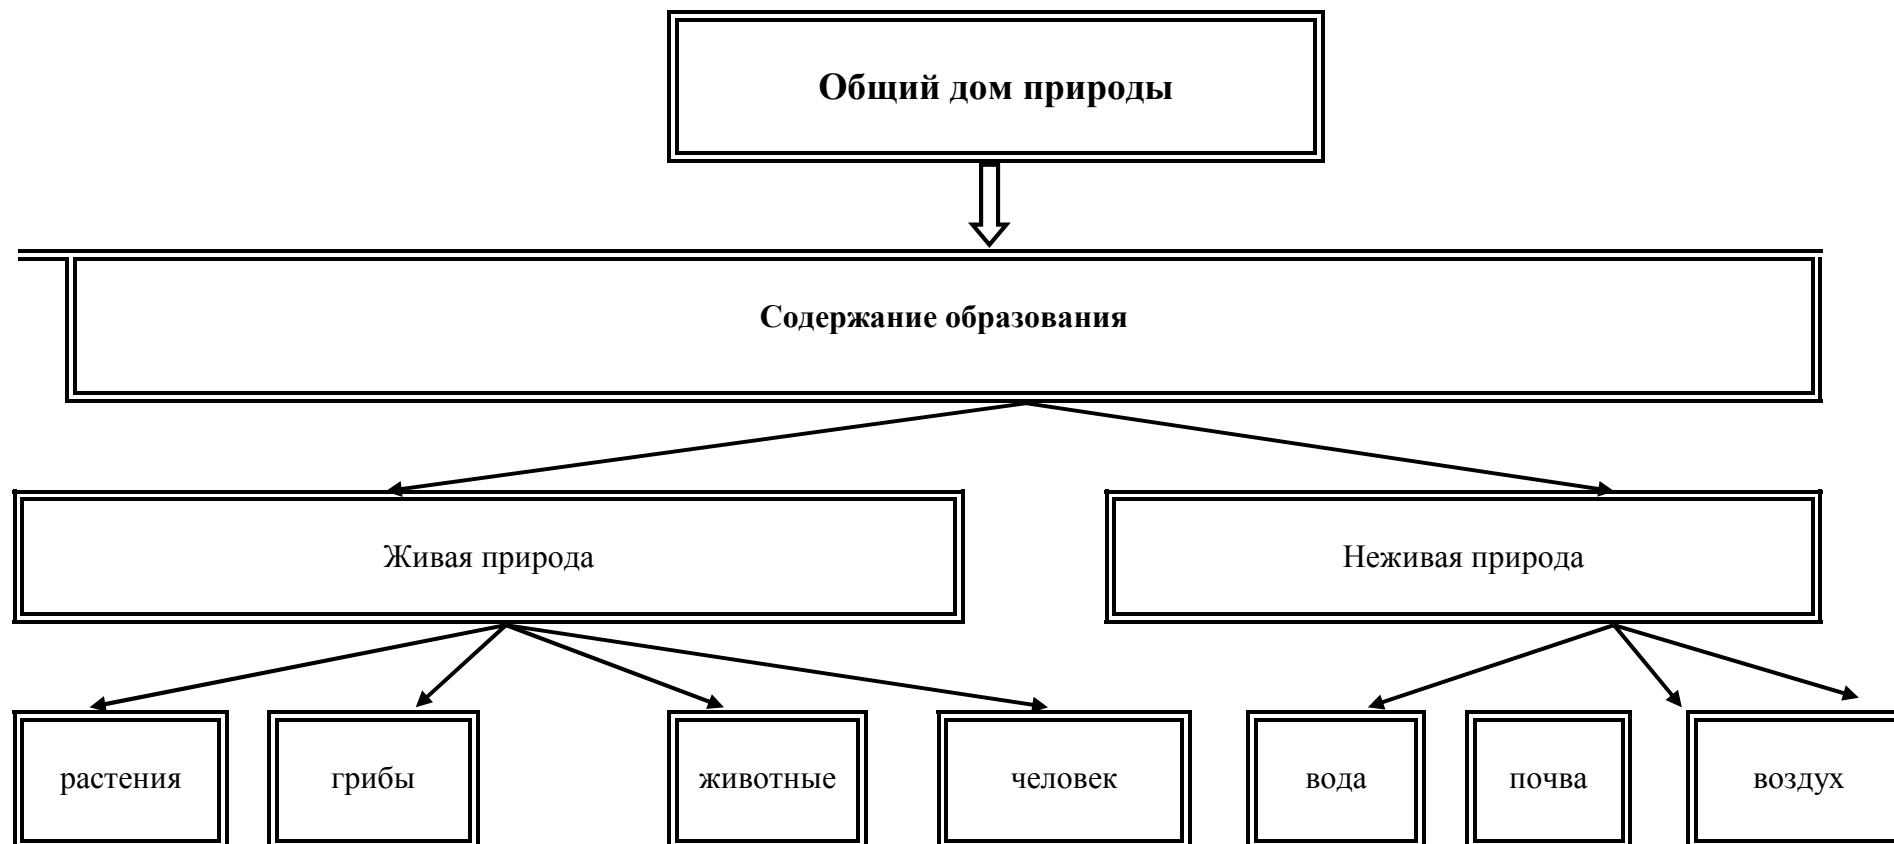 Общий дом природы
Содержание образования
Живая природа
Неживая природа
растения
грибы
животные
человек
вода
почва
воздух